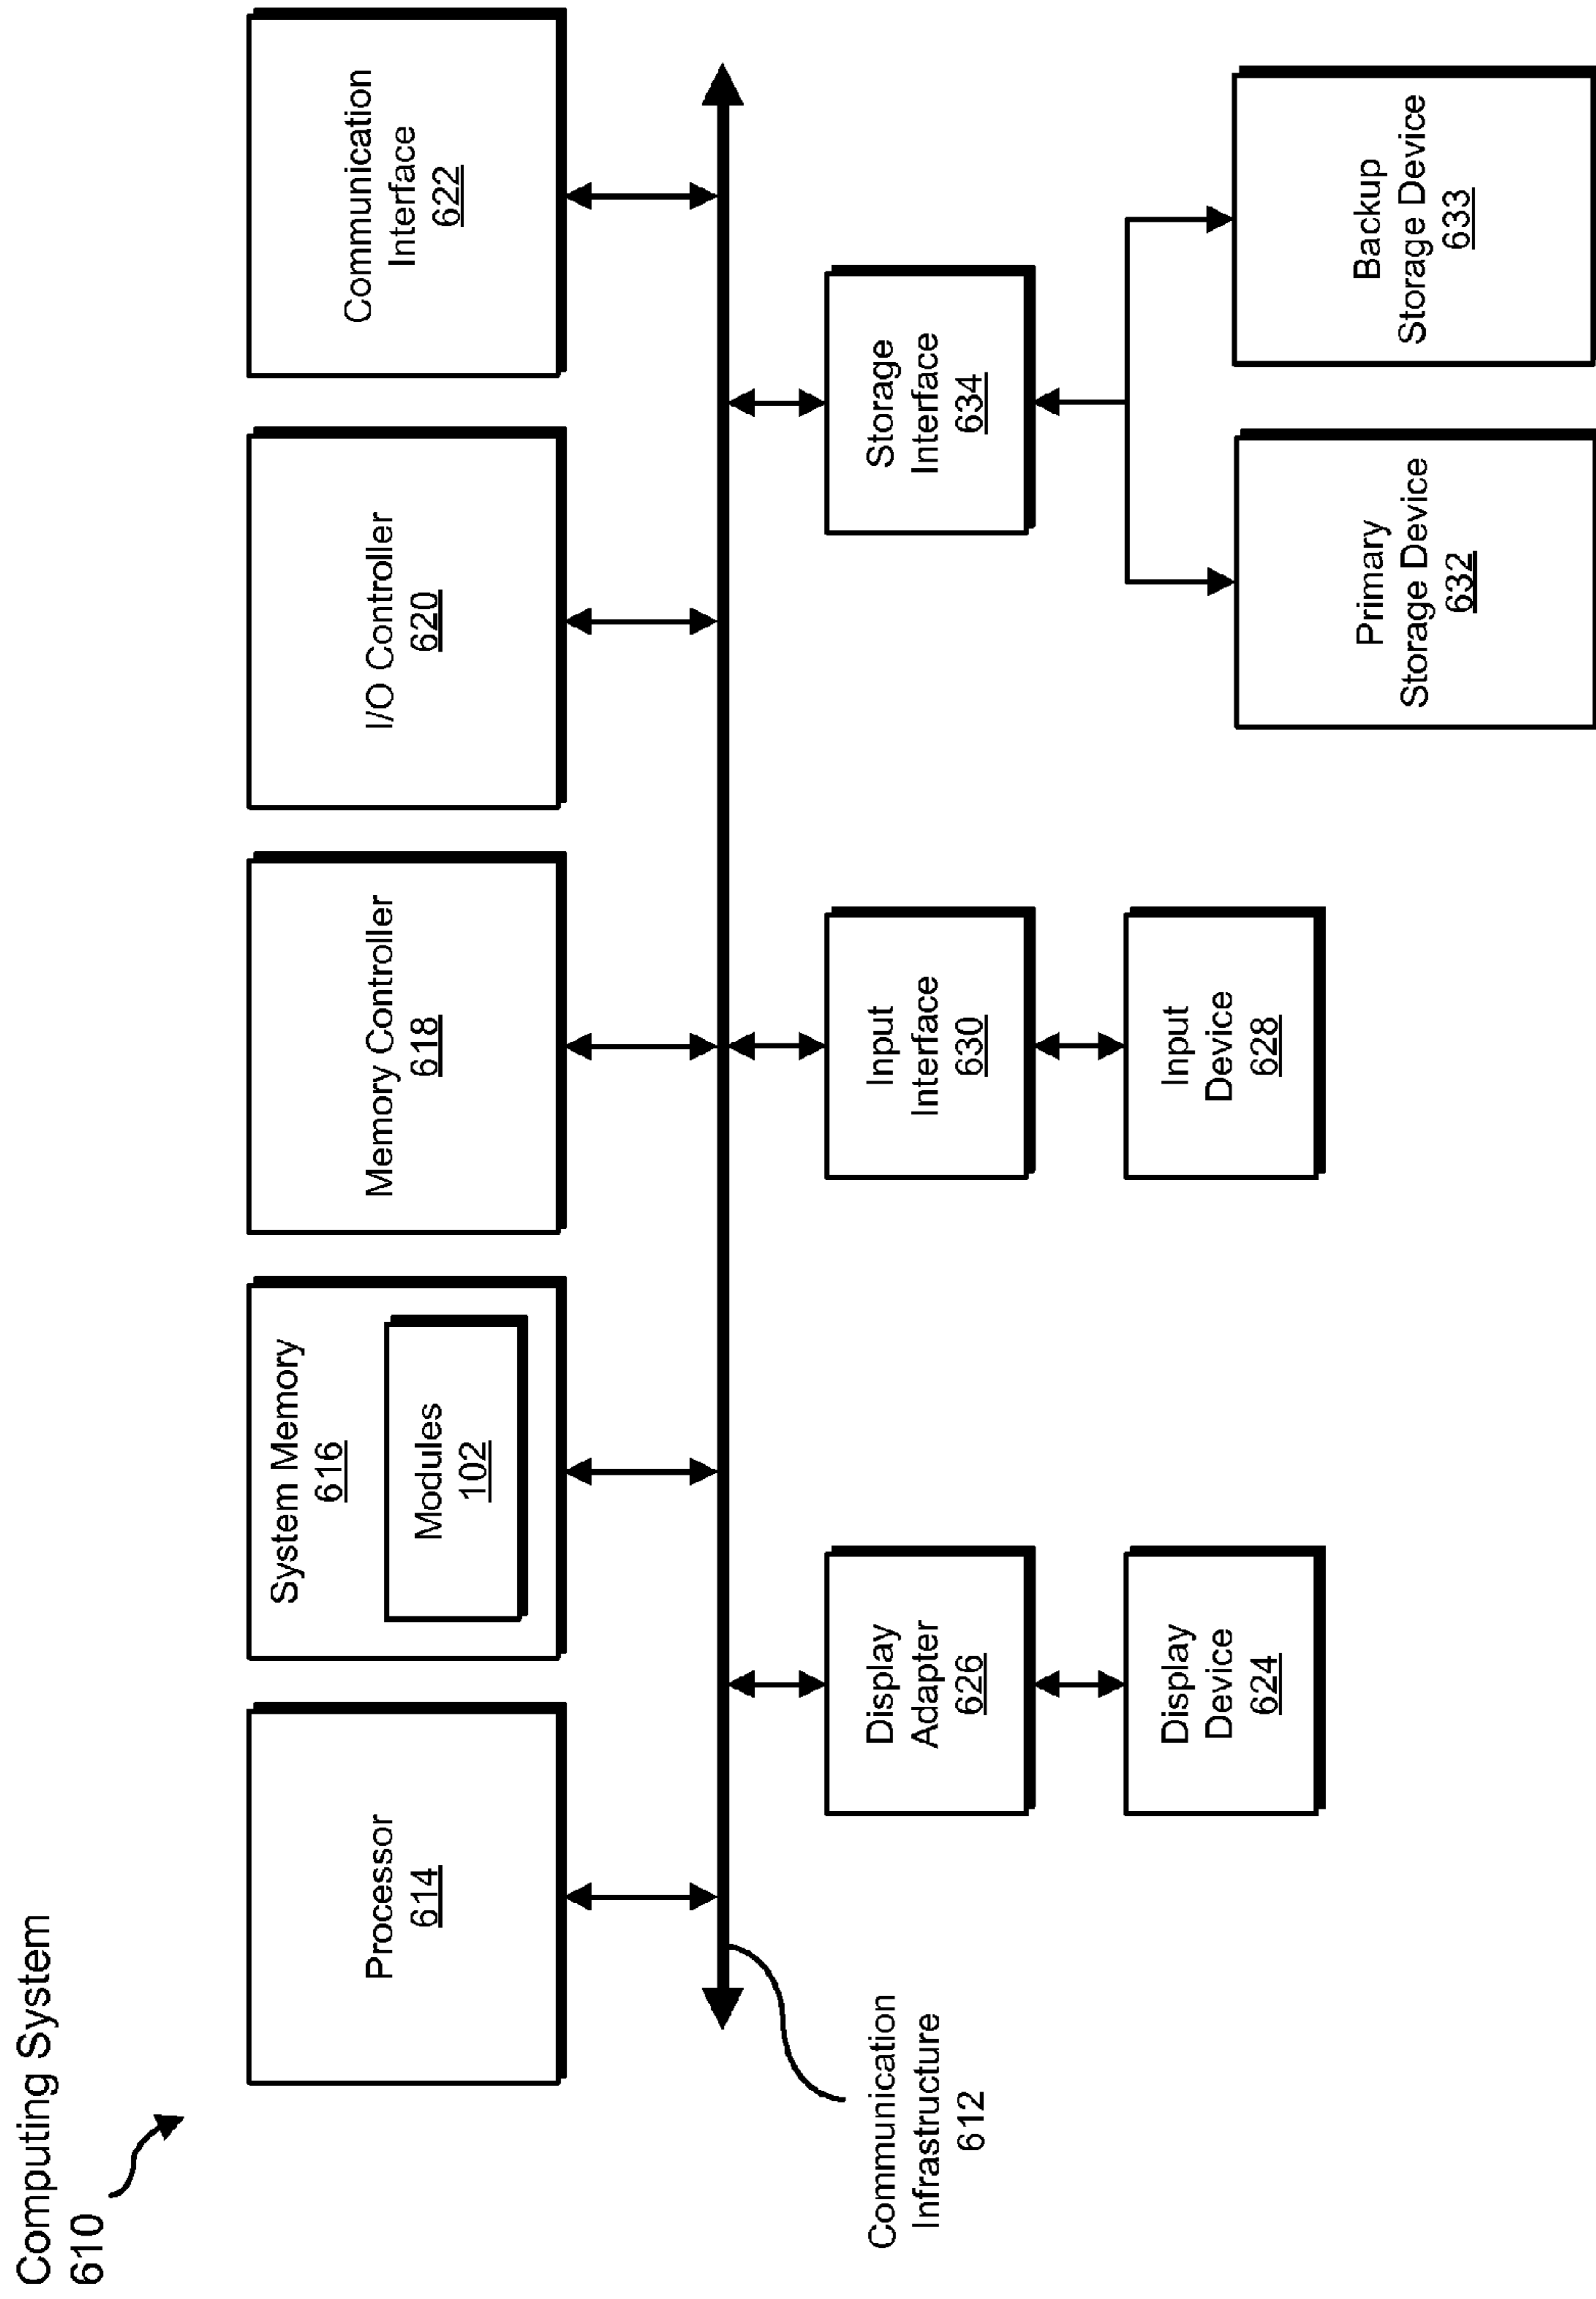 Computing System
610
Processor
614
System Memory
616
Modules
102
Memory Controller
618
I/O Controller
620
Communication
Interface
622
Communication
Infrastructure
612
Display
Adapter
626
Display
Device
624
Input
Interface
630
Input
Device
628
Storage
Interface
634
Primary
Storage Device
632
Backup
Storage Device
633